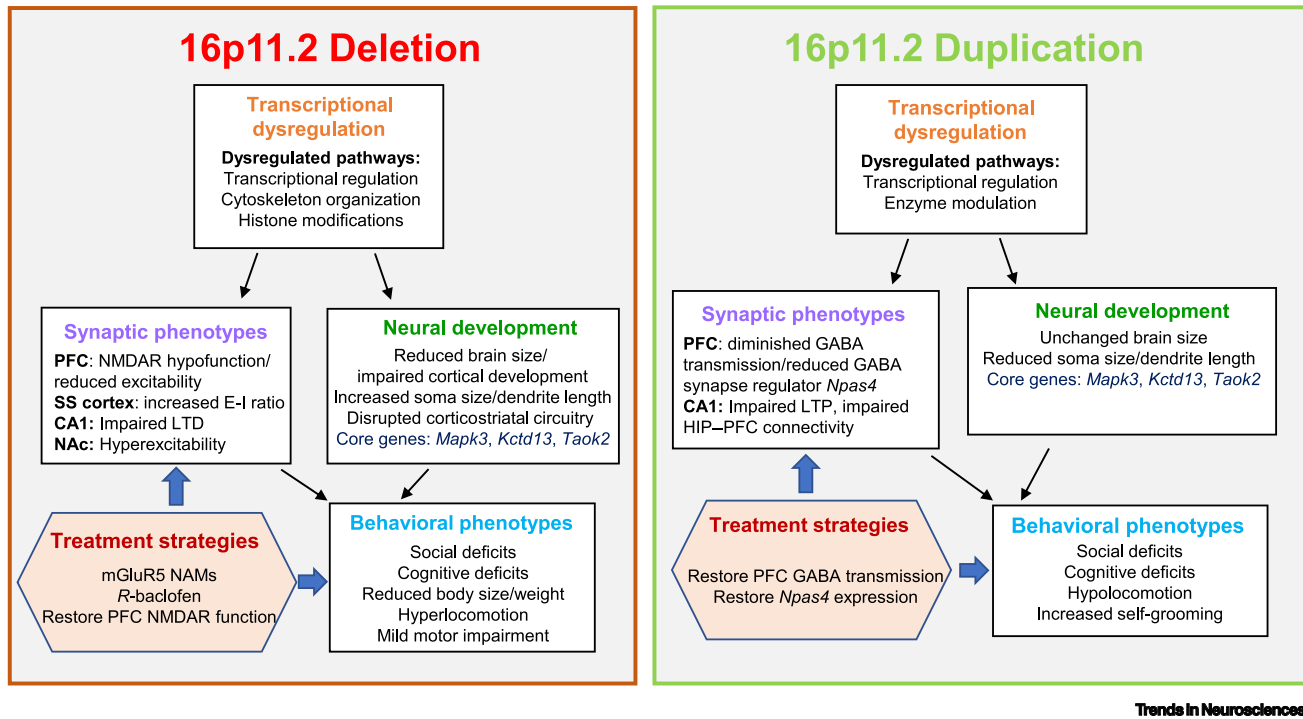 16p11.2 Deletion
Transcriptional
dysregulation
Dysregulated pathways:
Transcriptional regulation
Cytoskeleton organization
Histone modifications
Synaptic phenotypes
PFC: NMDAR hypofunction/
reduced excitability
SS cortex: increased E-I ratio
CA1: Impaired LTD
NAc: Hyperexcitability
Neural development
Reduced brain size/
impaired cortical development
Increased soma size/dendrite length
Disrupted corticostriatal circuitry
Core genes: Mapk3, Kctd13, Taok2
Treatment strategies
mGluR5 NAMs
R-baclofen
Restore PFC NMDAR function
Behavioral phenotypes
Social deficits
Cognitive deficits
Reduced body size/weight
Hyperlocomotion
Mild motor impairment
16p11.2 Duplication
Transcriptional
dysregulation
Dysregulated pathways:
Transcriptional regulation
Enzyme modulation
Synaptic phenotypes
PFC: diminished GABA
transmission/reduced GABA
synapse regulator Npas4
CA1: Impaired LTP, impaired
HIP–PFC connectivity
Neural development
Unchanged brain size
Reduced soma size/dendrite length
Core genes: Mapk3, Kctd13, Taok2
Treatment strategies
Restore PFC GABA transmission
Restore Npas4 expression
Behavioral phenotypes
Social deficits
Cognitive deficits
Hypolocomotion
Increased self-grooming
Trends in Neurosciences